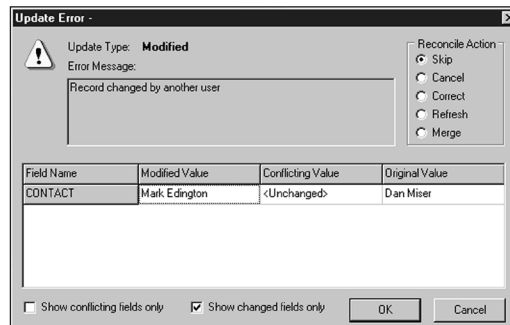 Update Error -
Update Type: Modified
Error Message:
Record changed by another user
Reconcile Action
Skip
Cancel
Correct
Refresh
Merge
Field Name Modified Value Conflicting Value Original Value
CONTACT Mark Edington <Unchanged> Dan Miser
Show conflicting fields only Show changed fields only OK Cancel